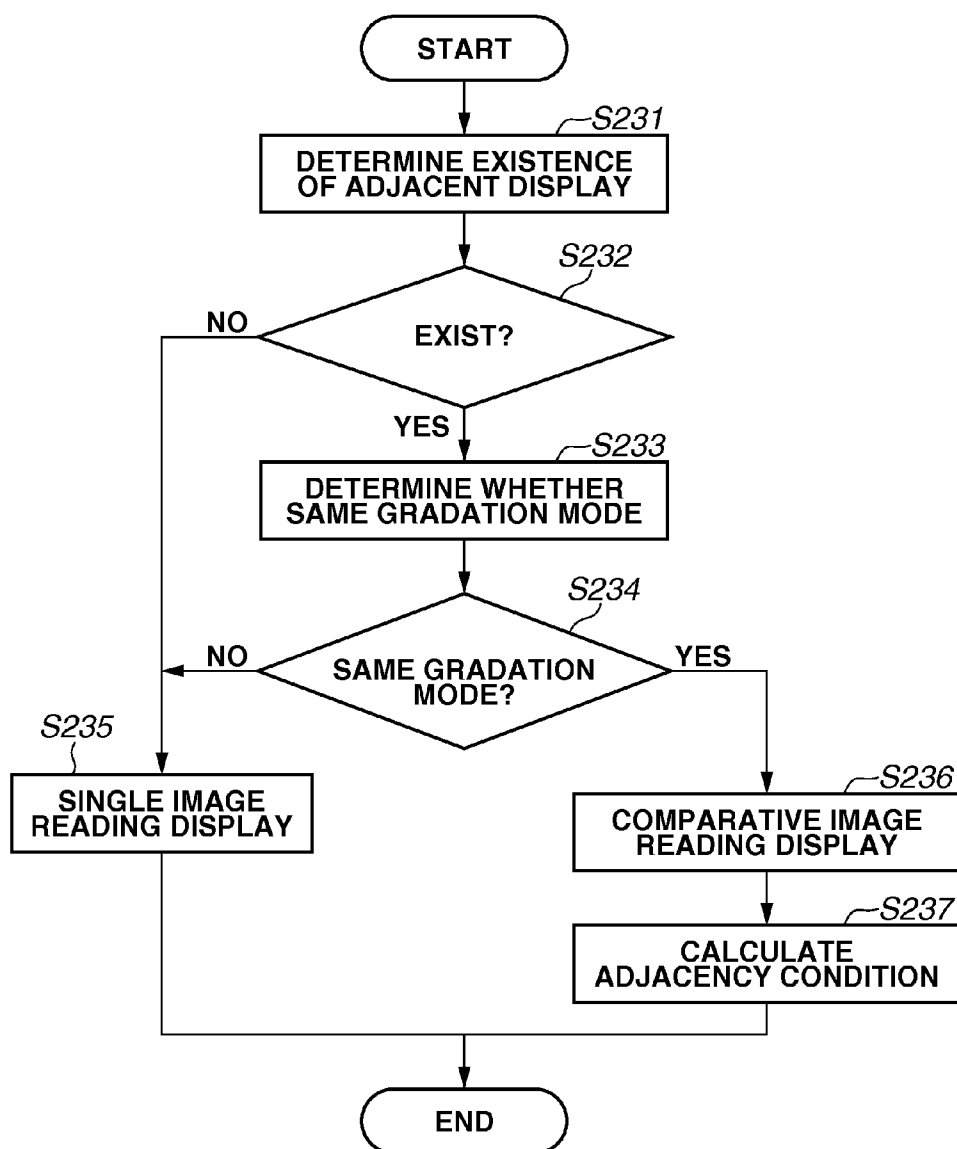 START
S231
DETERMINE EXISTENCE
OF ADJACENT DISPLAY
S232
NO
EXIST?
YES
S233
DETERMINE WHETHER
SAME GRADATION MODE
S234
NO
SAME GRADATION
MODE?
YES
S235
SINGLE IMAGE
READING DISPLAY
S236
COMPARATIVE IMAGE
READING DISPLAY
S237
CALCULATE
ADJACENCY CONDITION
END